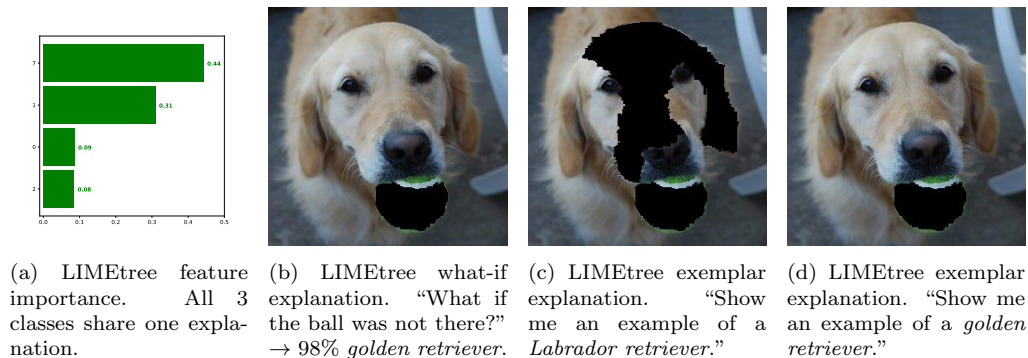 7
0.44
1
0.31
0
0.09
2
0.08
0.0 0.1 0.2 0.3 0.4 0.5
(a) LIMEtree feature
importance. All 3
classes share one expla-
nation.
(b) LIMEtree what-if
explanation. “What if
the ball was not there?”
→ 98% golden retriever.
(c) LIMEtree exemplar
explanation. “Show
me an example of a
Labrador retriever.”
(d) LIMEtree exemplar
explanation. “Show me
an example of a golden
retriever.”